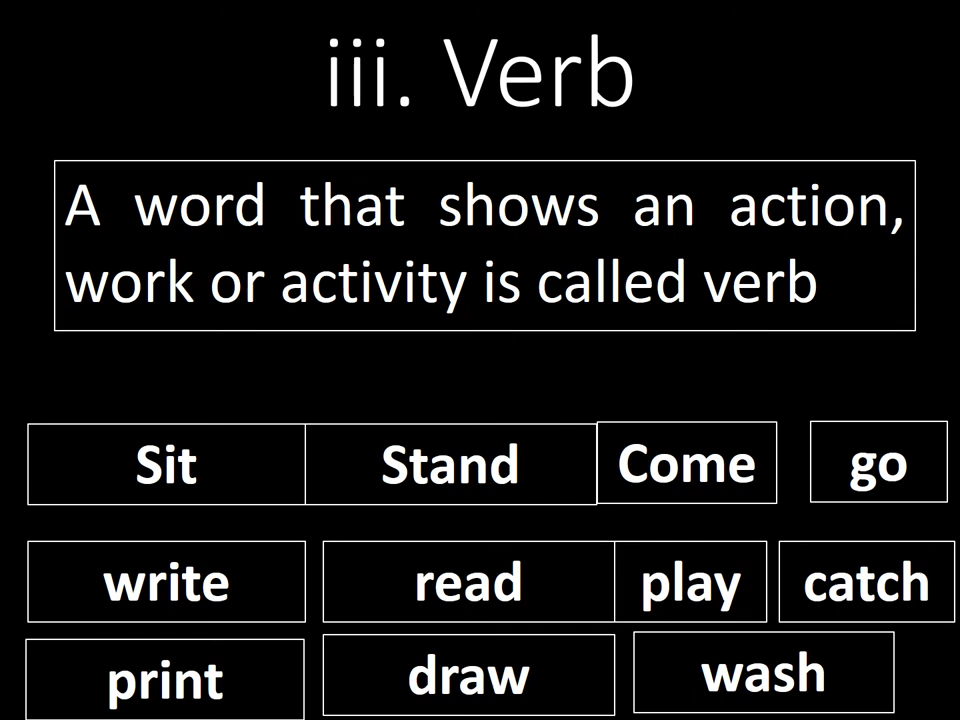 iii. Verb
A word that shows an action,
work or activity is called verb
Sit Stand Come go
write read play catch
print draw wash